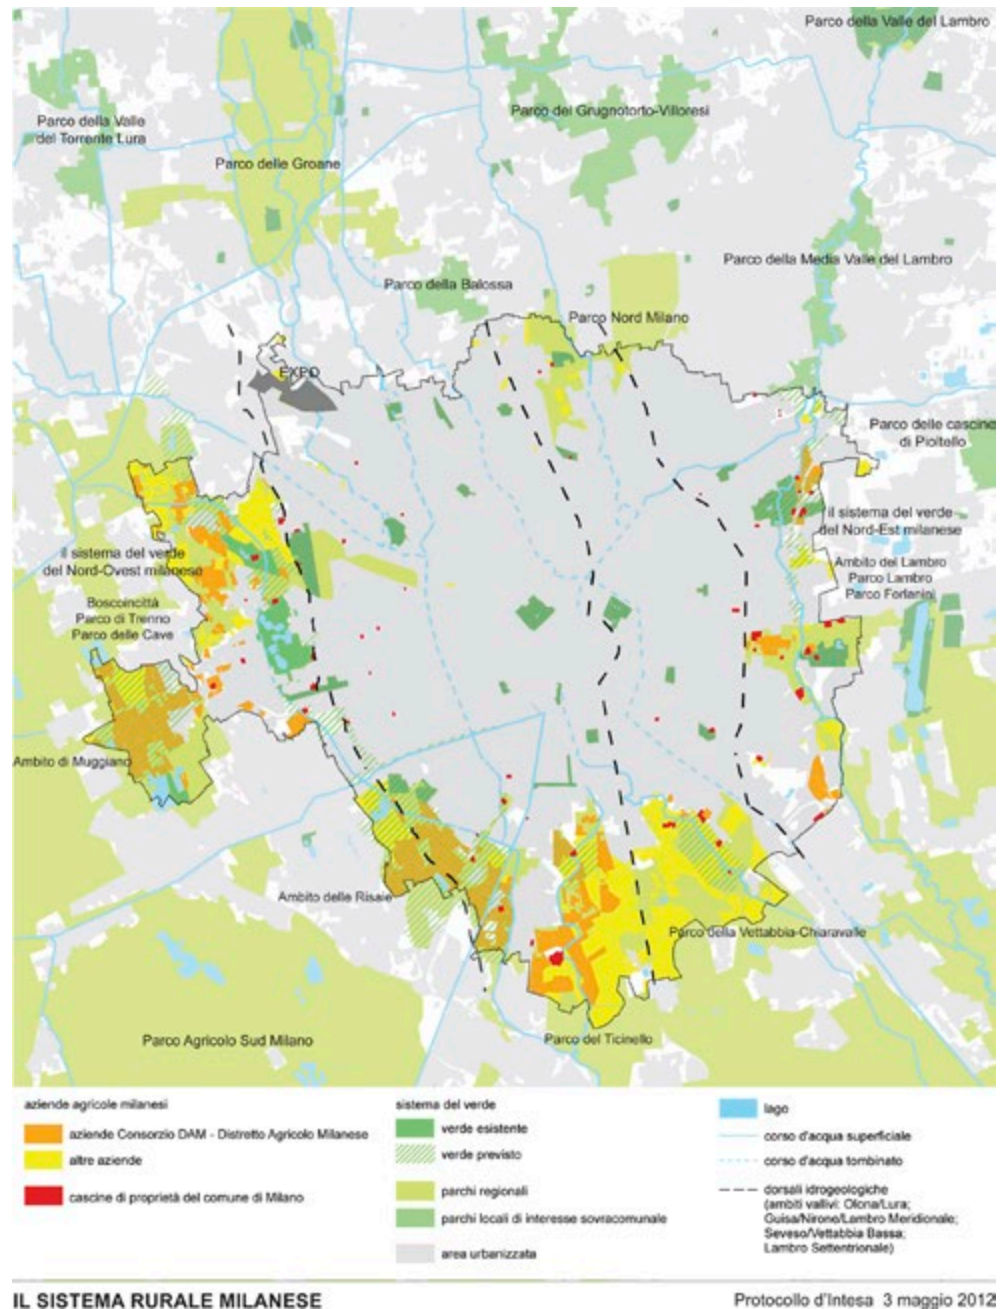 Parco della Valle del Lambro
Parco della Valle
del Torrente Lura
Parco dei Grugnotorto-Villoresi
Parco delle Groane
Parco della Media Valle del Lambro
Parco della Balossa
Parco Nord Milano
EXPO
Parco delle cascine
di Pioltello
il sistema del verde
del Nord-Est milanese
il sistema del verde
del Nord-Ovest milanese
Ambito del Lambro
Parco Lambro
Parco Forlanini
Boscoincittà
Parco di Trenno
Parco delle Cave
Ambito di Muggiano
Ambito delle Risaie
Parco della Vettabbia-Chiaravalle
Parco Agricolo Sud Milano
Parco del Ticinello
aziende agricole milanesi
aziende Consorzio DAM - Distretto Agricolo Milanese
altre aziende
cascine di proprietà del comune di Milano
sistema del verde
verde esistente
verde previsto
parchi regionali
parchi locali di interesse sovracomunale
area urbanizzata
lago
corso d'acqua superficiale
corso d'acqua tombinato
dorsali idrogeologiche
(ambiti vallivi: Olona/Lura;
Guisa/Nirone/Lambro Meridionale;
Seveso/Vettabbia Bassa;
Lambro Settentrionale)
IL SISTEMA RURALE MILANESE
Protocollo d'Intesa 3 maggio 2012